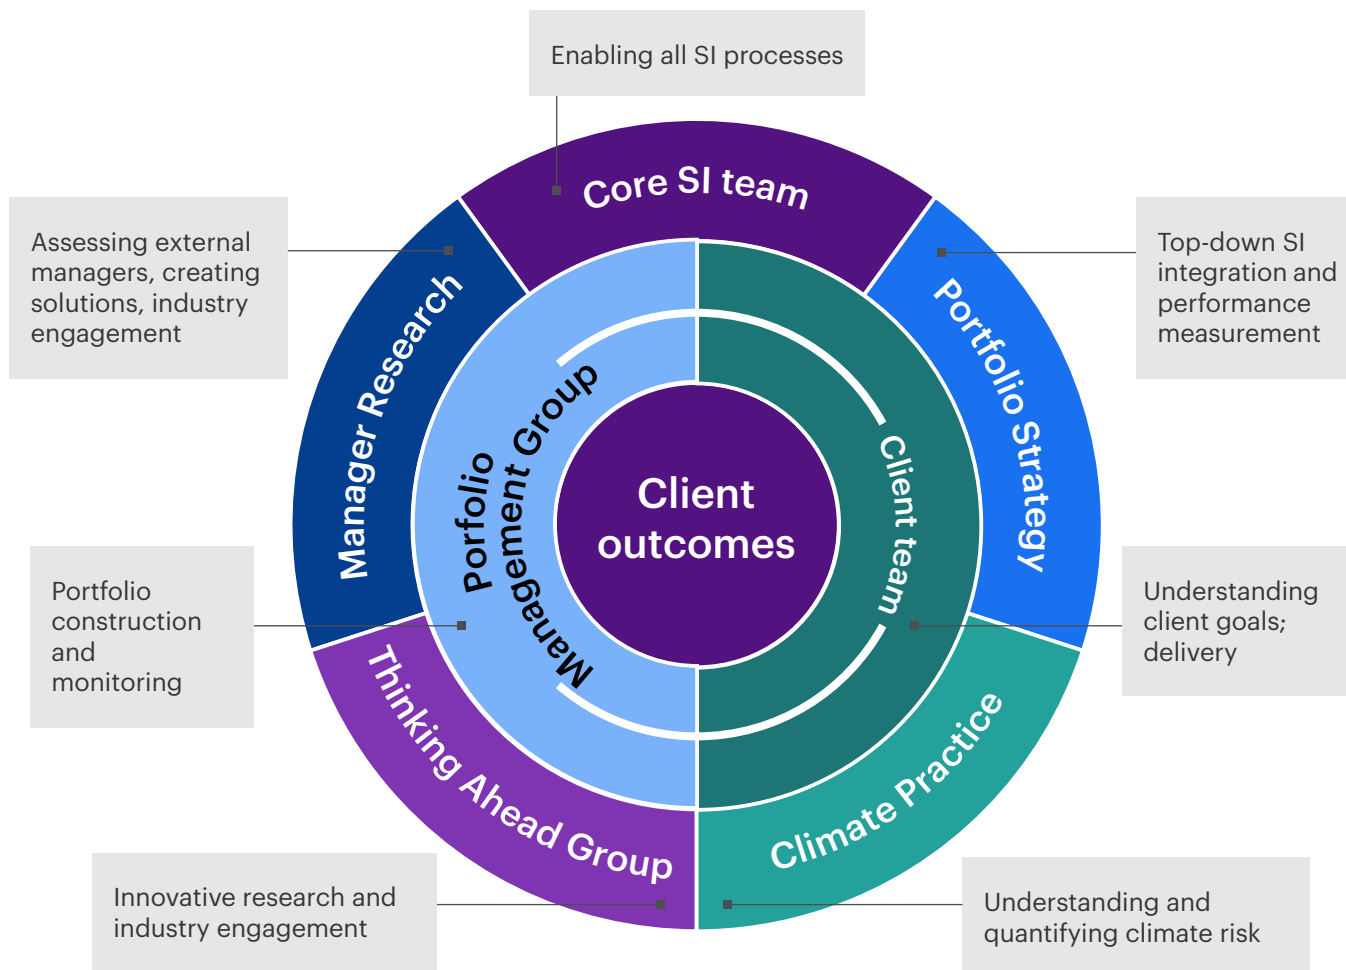 Enabling all SI processes
Core SI team
Assessing external
managers, creating
solutions, industry
engagement
Top-down SI
integration and
performance
measurement
Manager Research
Portfolio Strategy
Porfolio
Management Group
Client
outcomes
Client team
Portfolio
construction
and
monitoring
Understanding
client goals;
delivery
Thinking Ahead Group
Climate Practice
Innovative research and
industry engagement
Understanding and
quantifying climate risk